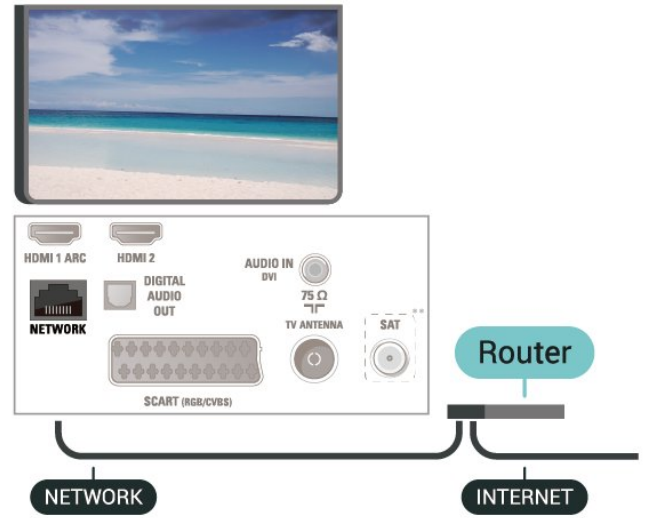 HDMI 1 ARC
HDMI 2
NETWORK
DIGITAL
AUDIO
OUT
AUDIO IN
DVI
75 Ω
TV ANTENNA
SAT
**
SCART (RGB/CVBS)
Router
NETWORK
INTERNET